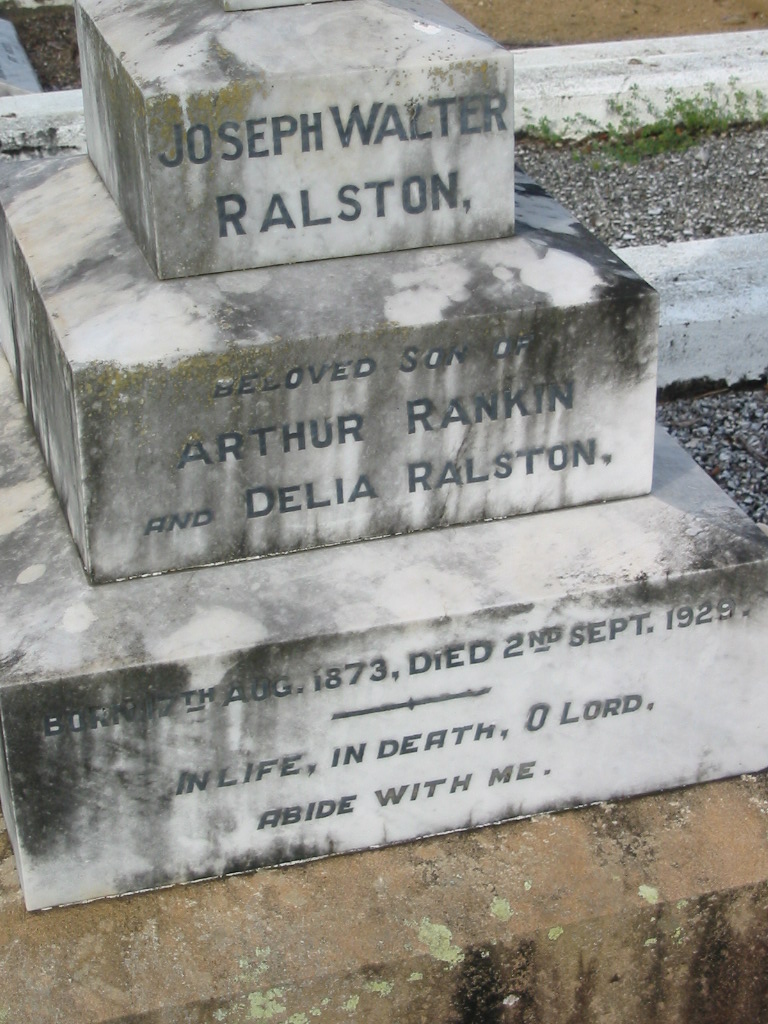 JOSEPH WALTER
RALSTON,
BELOVED SON OF
ARTHUR RANKIN
AND DELIA RALSTON,
BORN 17TH AUG. 1873, DIED 2ND SEPT. 1929.
IN LIFE, IN DEATH, O LORD,
ABIDE WITH ME.